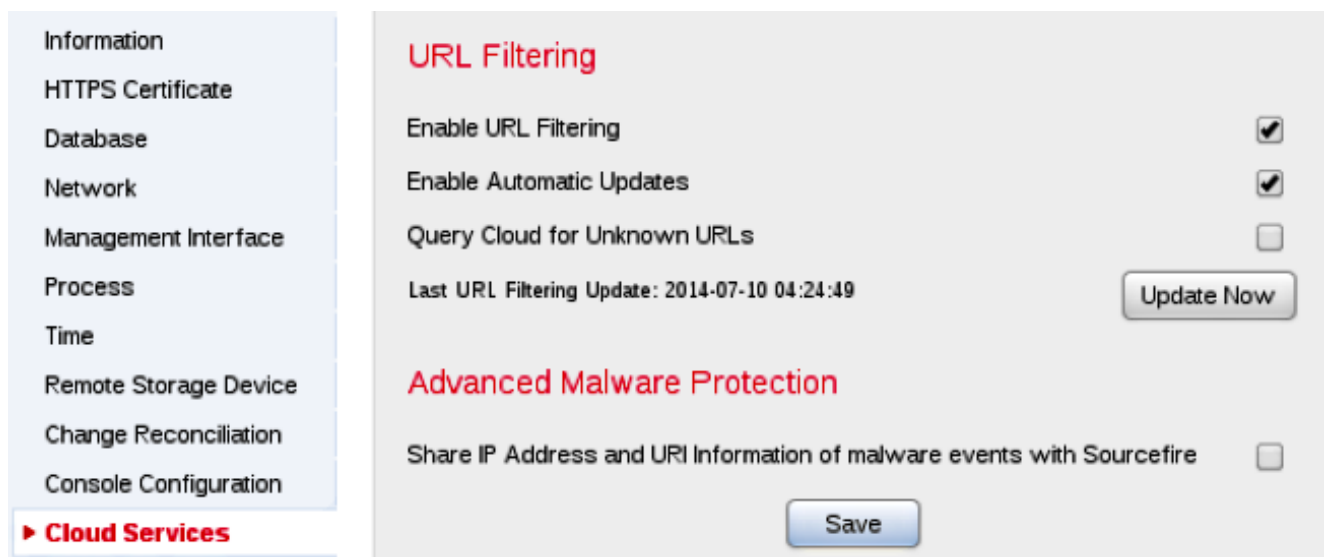 Information
HTTPS Certificate
Database
Network
Management Interface
Process
Time
Remote Storage Device
Change Reconciliation
Console Configuration
Cloud Services
URL Filtering
Enable URL Filtering
Enable Automatic Updates
Query Cloud for Unknown URLs
Last URL Filtering Update: 2014-07-10 04:24:49
Update Now
Advanced Malware Protection
Share IP Address and URI Information of malware events with Sourcefire
Save